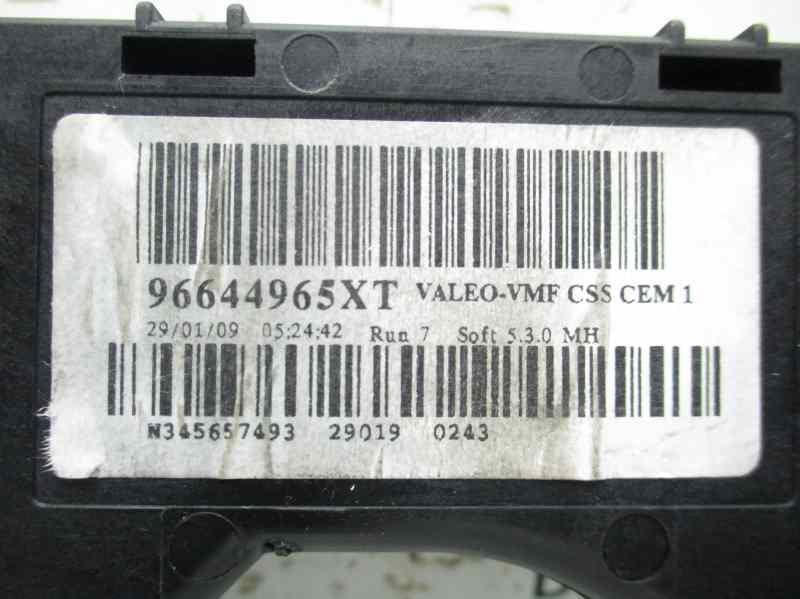 96644965XT VALEO-VMF CSS CEM 1
29/01/09 05:24:42 Run 7 Soft 5.3.0 MH
N345657493 29019 0243